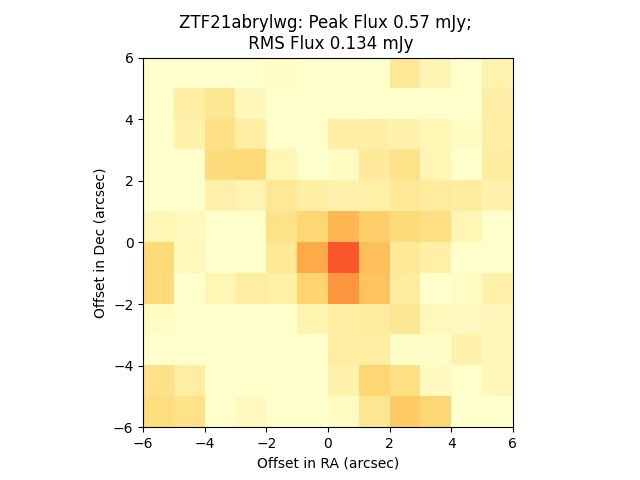 ZTF21abrylwg: Peak Flux 0.57 mJy;
RMS Flux 0.134 mJy
6
4
2
0
−2
−4
−6
Offset in Dec (arcsec)
−6 −4 −2 0 2 4 6
Offset in RA (arcsec)